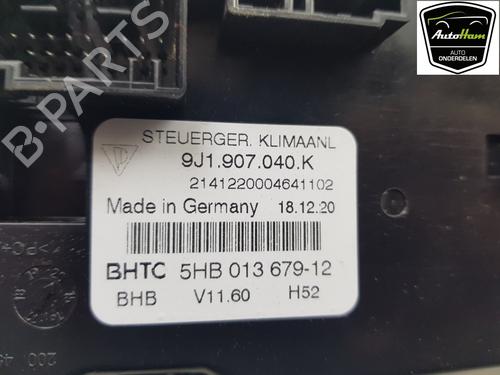 AutoHam
AUTO
ONDERDELEN
B-PARTS
STEUERGER. KLIMAANL
9J1.907.040.K
2141220004641102
Made in Germany 18.12.20
BHTC 5HB 013 679-12
BHB V11.60 H52